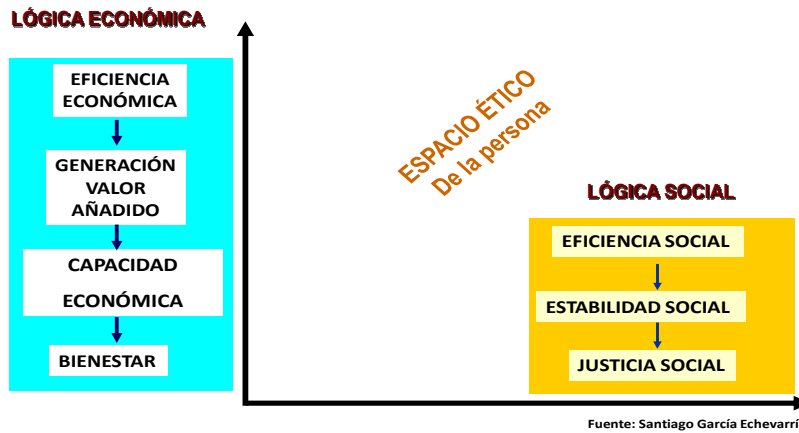 LÓGICA ECONÓMICA
EFICIENCIA
ECONÓMICA
GENERACIÓN
VALOR
AÑADIDO
CAPACIDAD
ECONÓMICA
BIENESTAR
ESPACIO ÉTICO
De la persona
LÓGICA SOCIAL
EFICIENCIA SOCIAL
ESTABILIDAD SOCIAL
JUSTICIA SOCIAL
Fuente: Santiago García Echevarrí